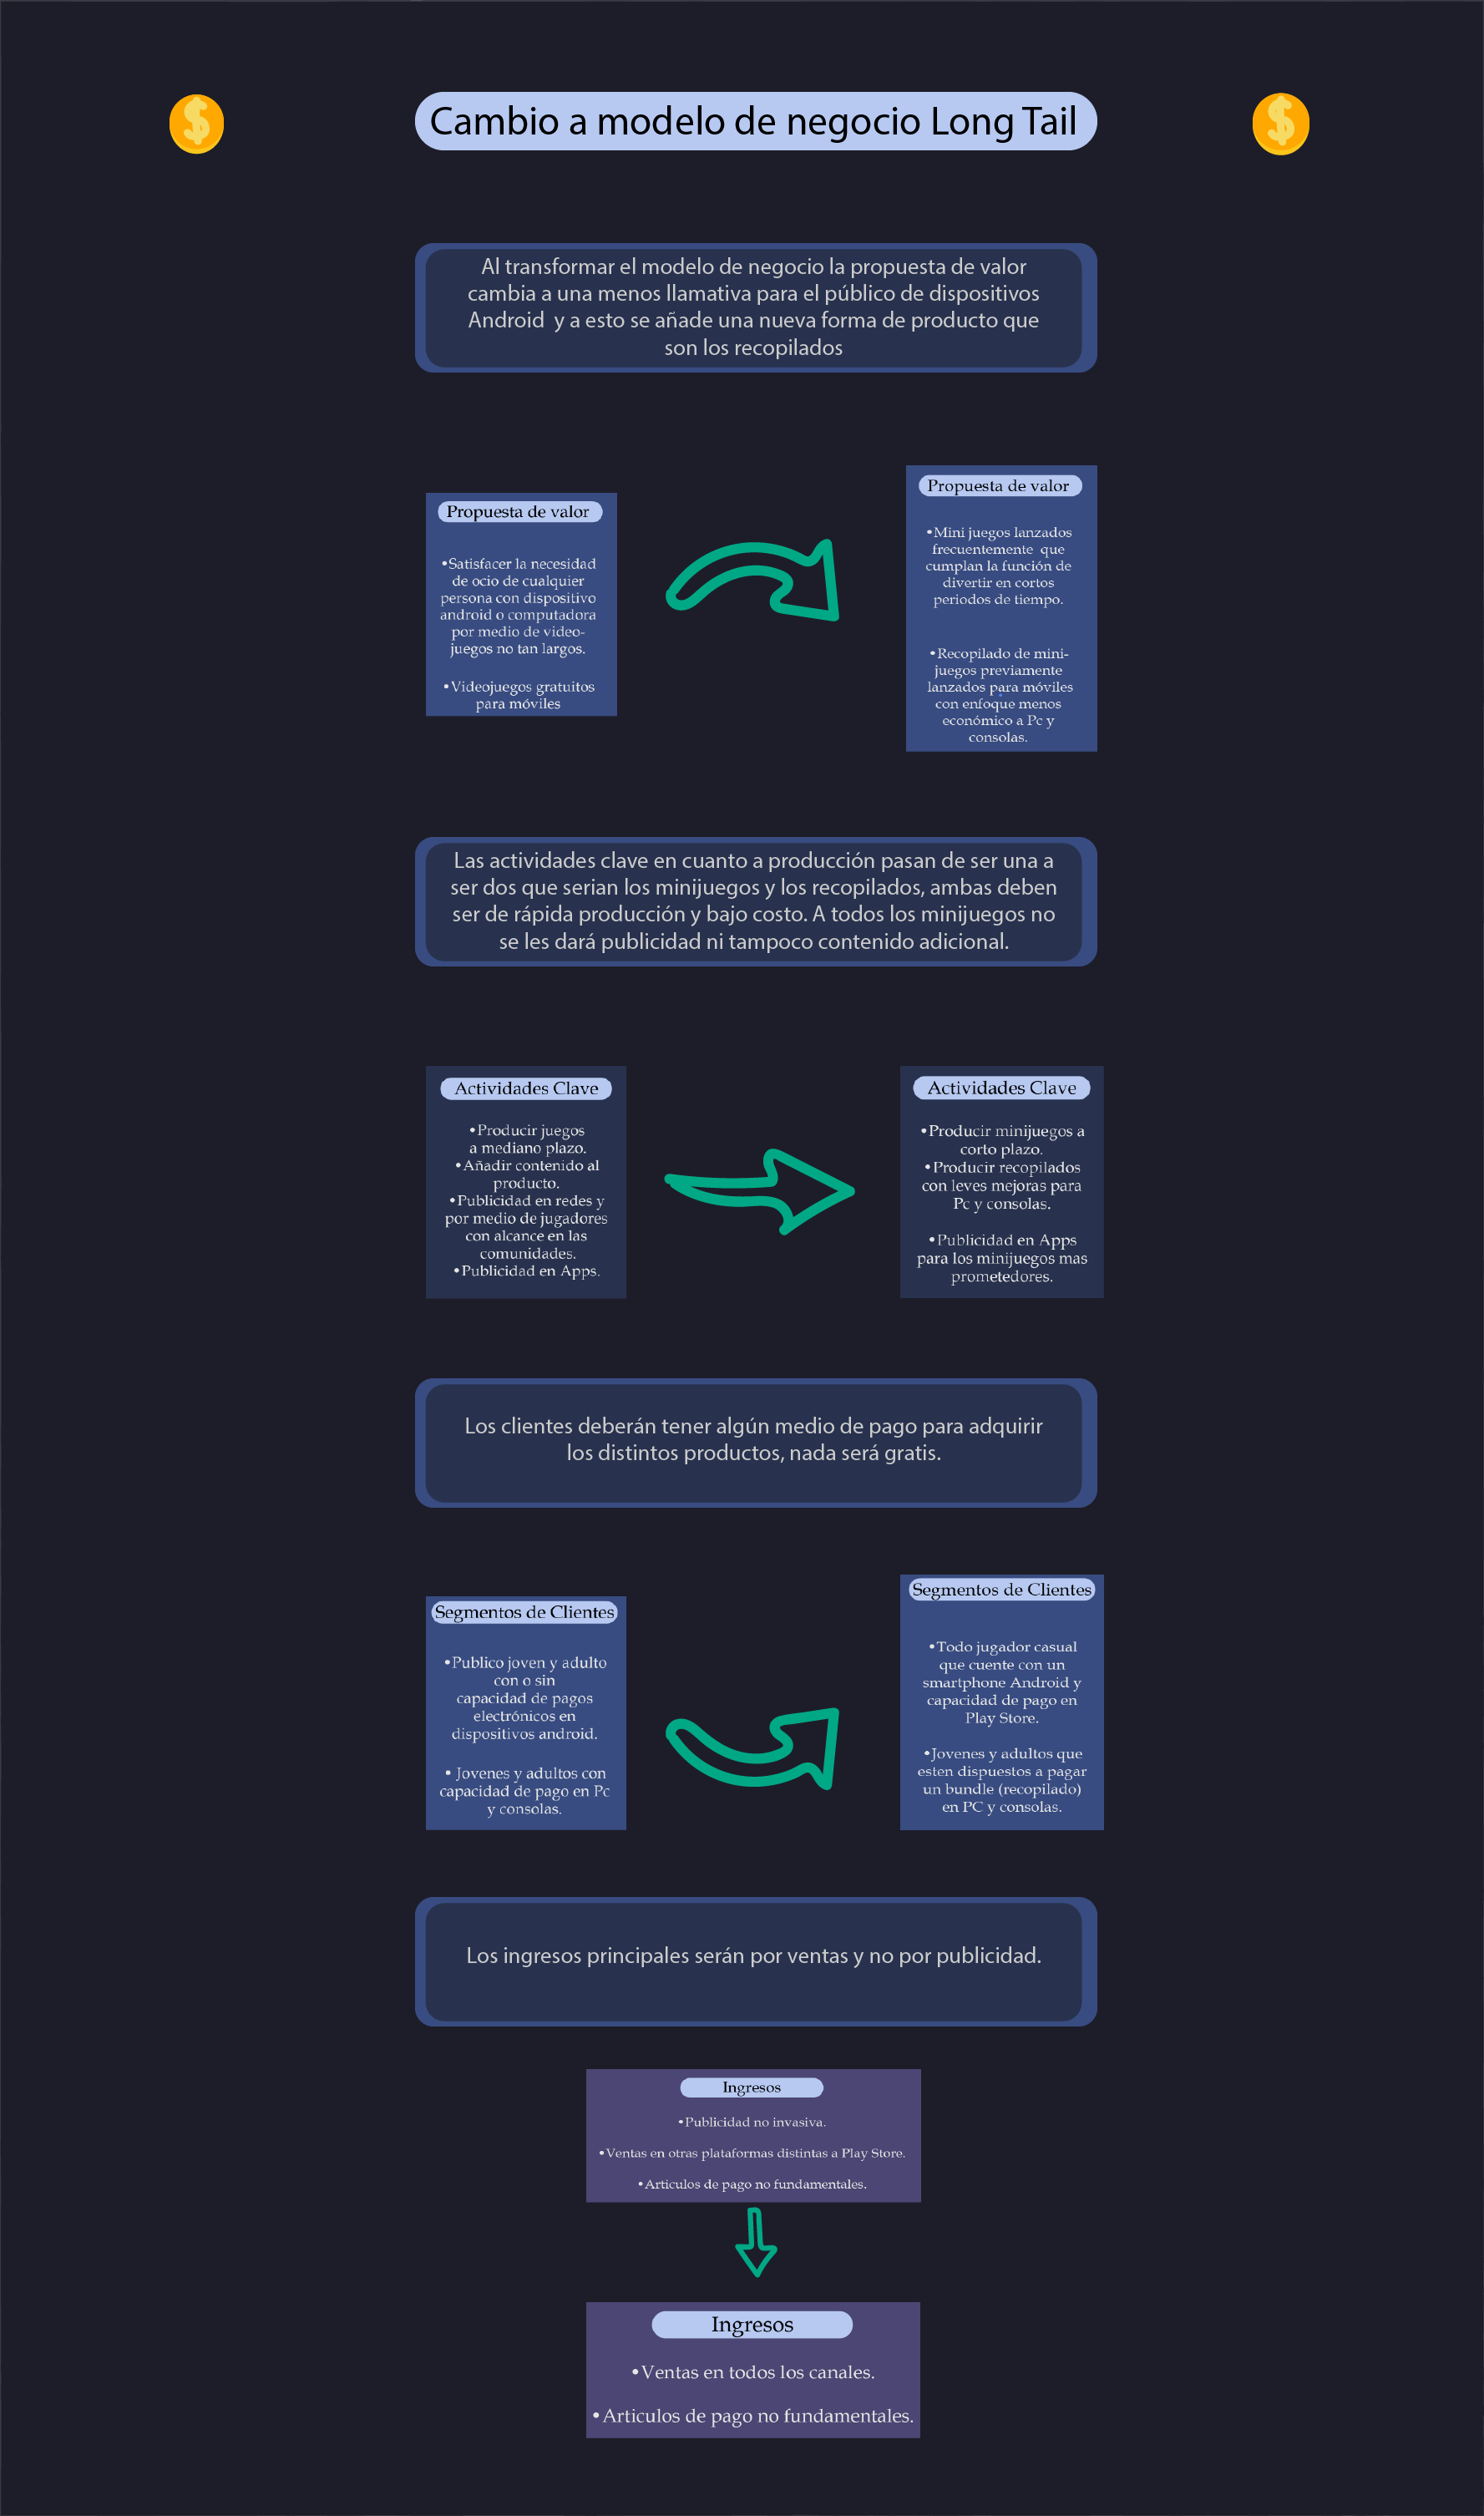 Cambio a modelo de negocio Long Tail
Al transformar el modelo de negocio la propuesta de valor
cambia a una menos llamativa para el público de dispositivos
Android y a esto se añade una nueva forma de producto que
son los recopilados
Propuesta de valor
•Satisfacer la necesidad
de ocio de cualquier
persona con dispositivo
android o computadora
por medio de video-
juegos no tan largos.
•Videojuegos gratuitos
para móviles
Propuesta de valor
•Mini juegos lanzados
frecuentemente que
cumplan la función de
divertir en cortos
periodos de tiempo.
•Recopilado de mini-
juegos previamente
lanzados para móviles
con enfoque menos
económico a Pc y
consolas.
Las actividades clave en cuanto a producción pasan de ser una a
ser dos que serian los minijuegos y los recopilados, ambas deben
ser de rápida producción y bajo costo. A todos los minijuegos no
se les dará publicidad ni tampoco contenido adicional.
Actividades Clave
•Producir juegos
a mediano plazo.
•Añadir contenido al
producto.
•Publicidad en redes y
por medio de jugadores
con alcance en las
comunidades.
•Publicidad en Apps.
Actividades Clave
•Producir minijuegos a
corto plazo.
•Producir recopilados
con leves mejoras para
Pc y consolas.
•Publicidad en Apps
para los minijuegos mas
prometedores.
Los clientes deberán tener algún medio de pago para adquirir
los distintos productos, nada será gratis.
Segmentos de Clientes
•Publico joven y adulto
con o sin
capacidad de pagos
electrónicos en
dispositivos android.
• Jovenes y adultos con
capacidad de pago en Pc
y consolas.
Segmentos de Clientes
•Todo jugador casual
que cuente con un
smartphone Android y
capacidad de pago en
Play Store.
•Jovenes y adultos que
esten dispuestos a pagar
un bundle (recopilado)
en PC y consolas.
Los ingresos principales serán por ventas y no por publicidad.
Ingresos
•Publicidad no invasiva.
•Ventas en otras plataformas distintas a Play Store.
•Articulos de pago no fundamentales.
Ingresos
•Ventas en todos los canales.
•Articulos de pago no fundamentales.